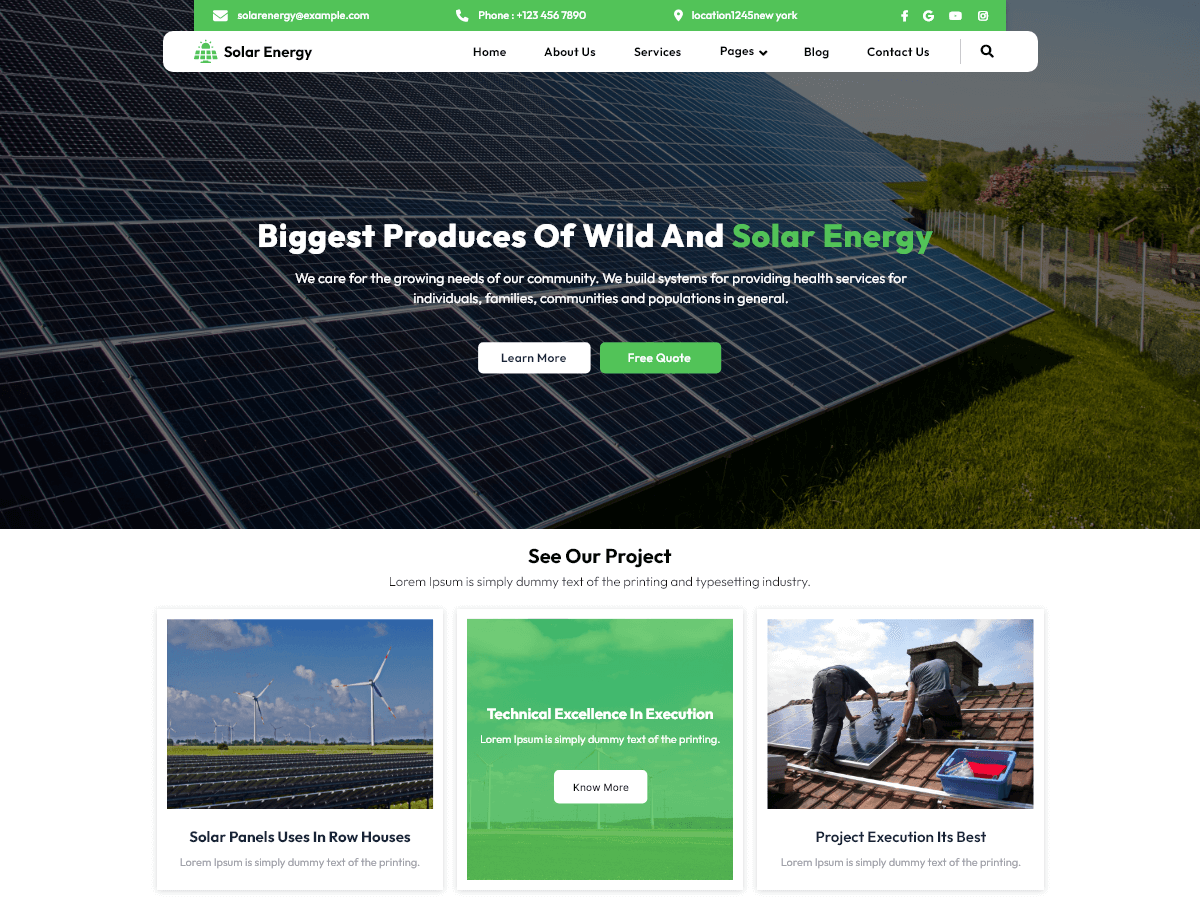 solarenergy@example.com Phone : +123 456 7890 location1245new york
Solar Energy Home About Us Services Pages Blog Contact Us
Biggest Produces Of Wild And Solar Energy
We care for the growing needs of our community. We build systems for providing health services for
individuals, families, communities and populations in general.
Learn More Free Quote
See Our Project
Lorem Ipsum is simply dummy text of the printing and typesetting industry.
Technical Excellence In Execution
Lorem Ipsum is simply dummy text of the printing.
Know More
Solar Panels Uses In Row Houses
Lorem Ipsum is simply dummy text of the printing.
Project Execution Its Best
Lorem Ipsum is simply dummy text of the printing.